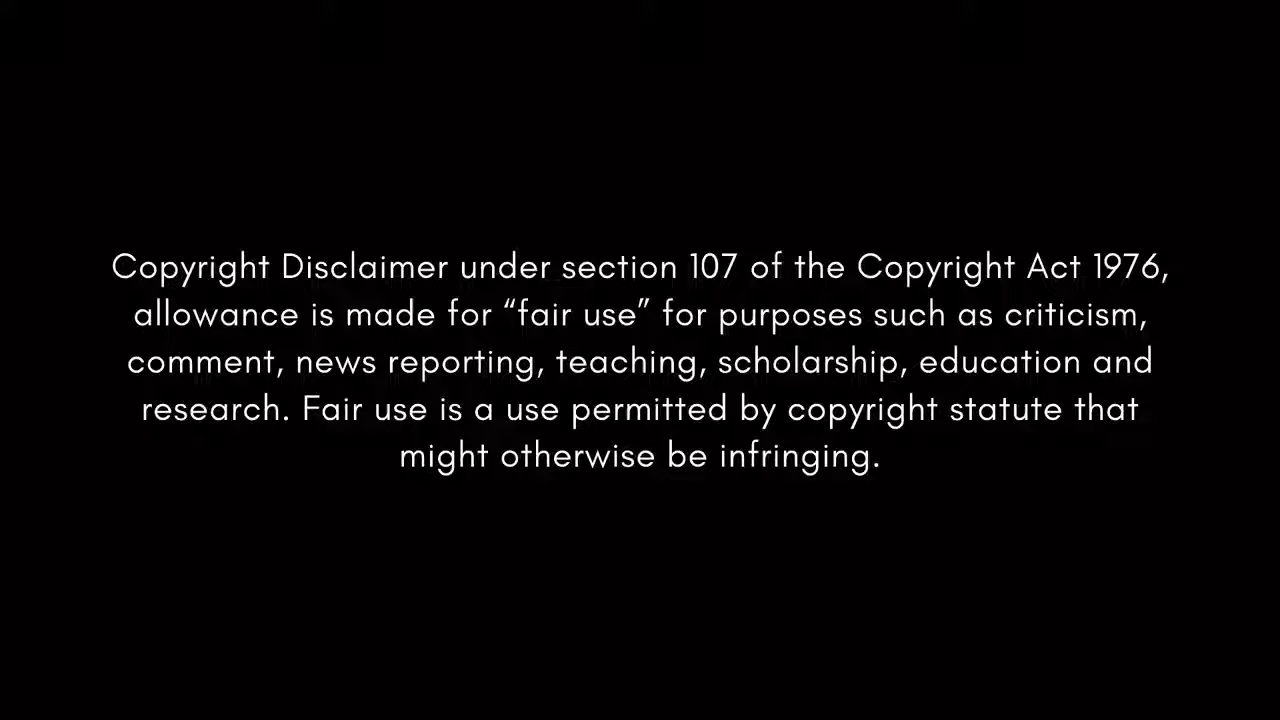 Copyright Disclaimer under section 107 of the Copyright Act 1976,
allowance is made for “fair use” for purposes such as criticism,
comment, news reporting, teaching, scholarship, education and
research. Fair use is a use permitted by copyright statute that
might otherwise be infringing.